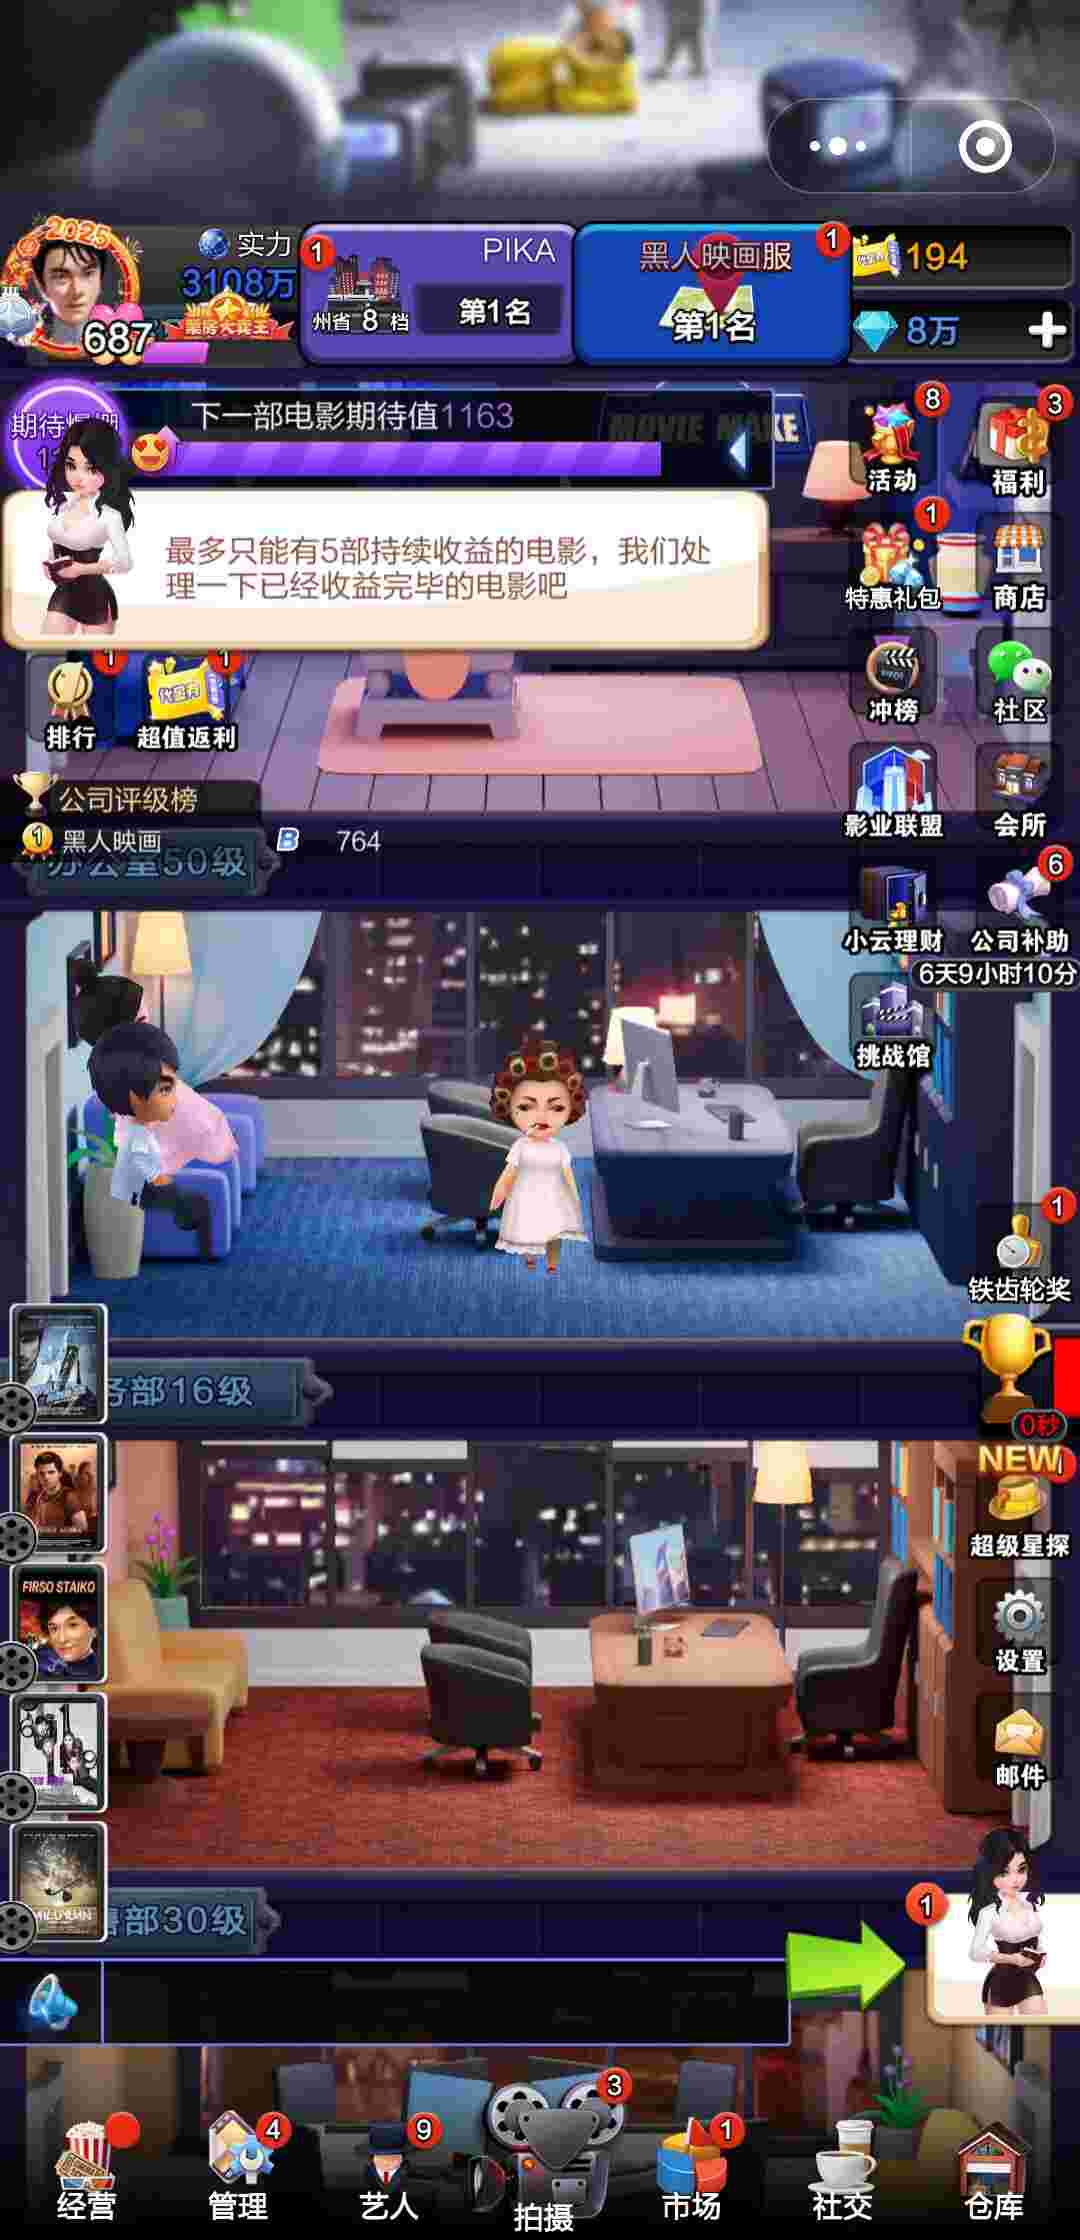 2025
实力
3108万
687
票房大赢王
1
PIKA
州省 8 档
第1名
黑人映画服
1
第1名
代金券
194
8万
期待爆棚
下一部电影期待值1163
MOVIE MAKE
最多只能有5部持续收益的电影，我们处
理一下已经收益完毕的电影吧
8
活动
3
福利
1
特惠礼包
商店
冲榜
社区
影业联盟
会所
小云理财
6
公司补助
6天9小时10分
挑战馆
1
排行
1
代金券
超值返利
公司评级榜
1
黑人映画
B
764
办公室50级
1
铁齿轮奖
0秒
务部16级
NEW
超级星探
FIRSO STAIKO
设置
邮件
售部30级
1
经营
4
管理
9
艺人
3
拍摄
1
市场
社交
仓库